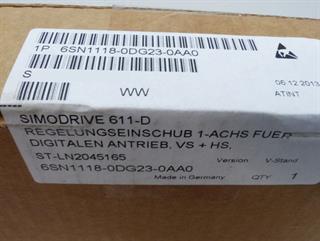 1P 6SN1118-0DG23-0AA0
S
WW
06.12.2013
ATINT
SIMODRIVE 611-D
REGELUNGSEINSCHUB 1-ACHS FUER
DIGITALEN ANTRIEB, VS + HS,
ST-LN2045165
Version V-Stand
6SN1118-0DG23-0AA0
Made in Germany QTY 1